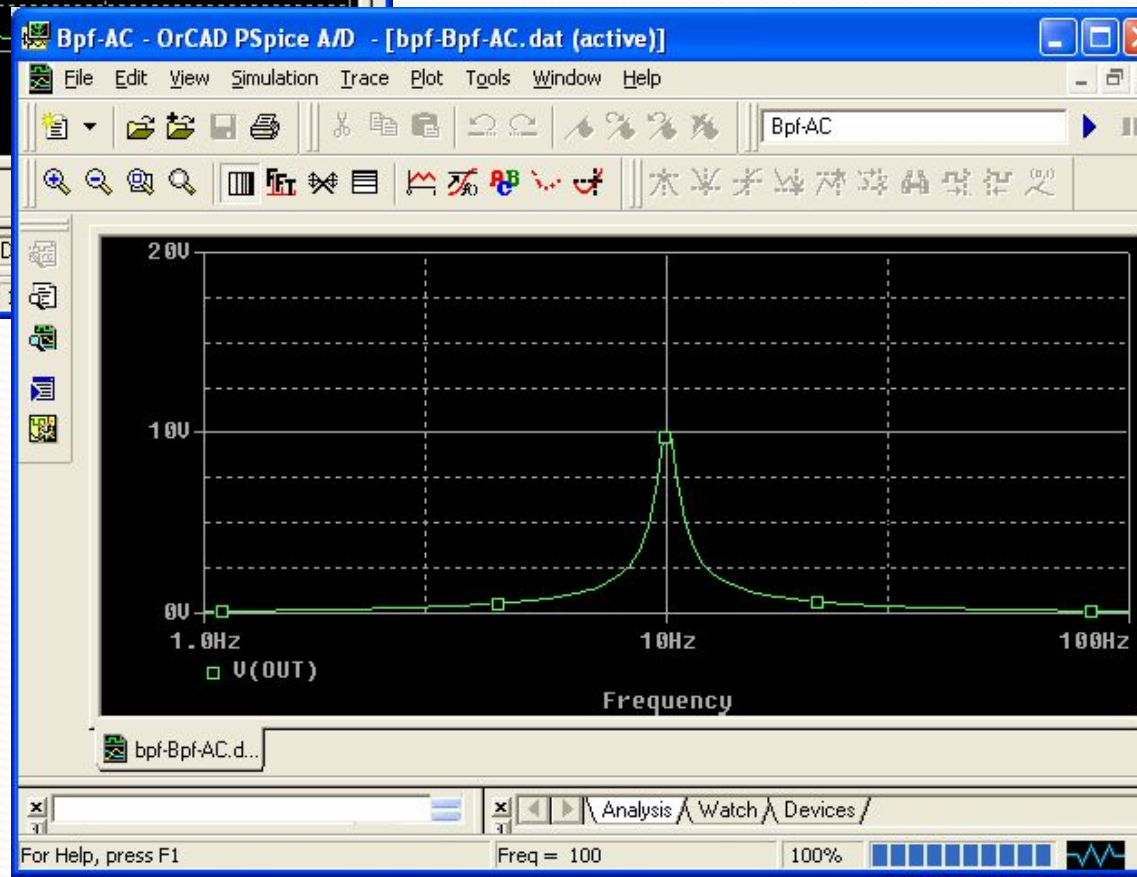 Bpf-AC - OrCAD PSpice A/D - [bpf-Bpf-AC.dat (active)]
File Edit View Simulation Trace Plot Tools Window Help
Bpf-AC
20V
10V
0V
1.0Hz 10Hz 100Hz
V(OUT)
Frequency
bpf-Bpf-AC.d...
Analysis Watch Devices
For Help, press F1 Freq = 100 100%